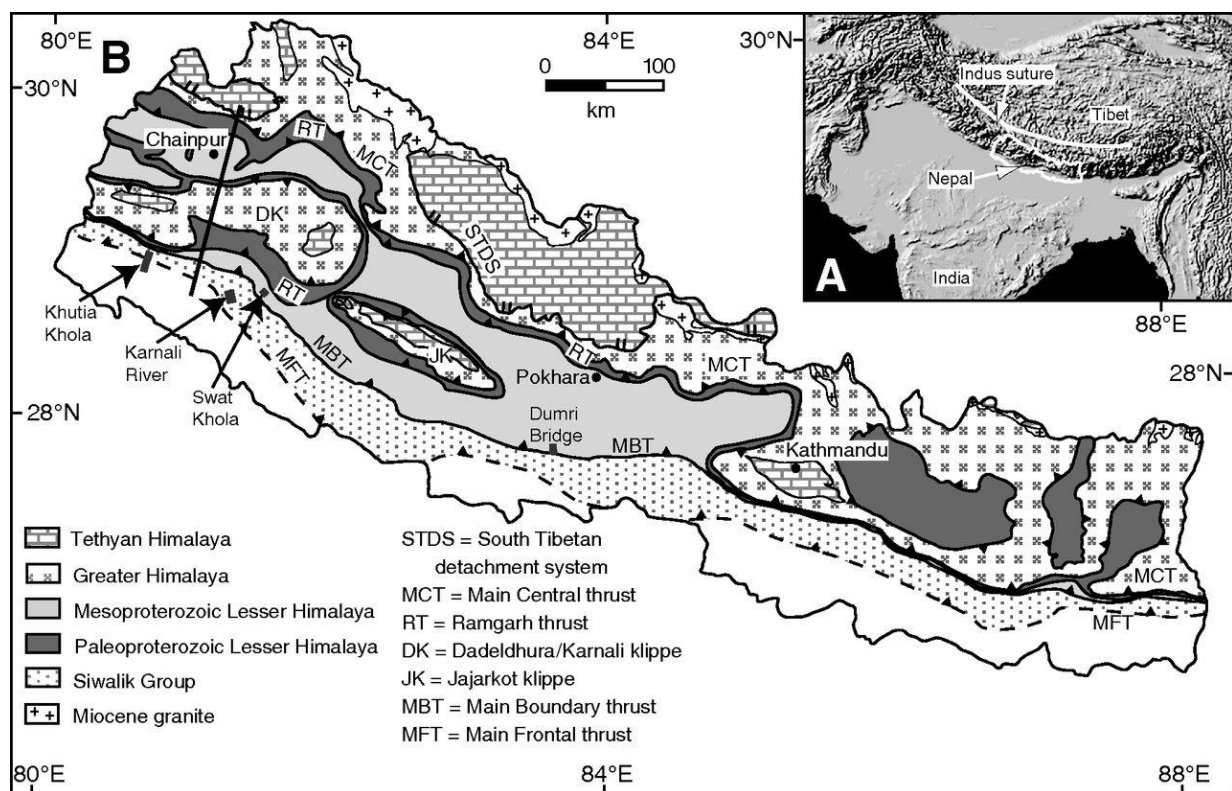 80°E
84°E
30°N
B
30°N
0
100
km
Indus suture
Tibet
Nepal
India
A
Chainpur
RT
MCT
DK
STDS
RT
88°E
Khutia
Khola
Karnali
River
MBT
MFT
Swat
Khola
JK
RT
Pokhara
MCT
28°N
28°N
Dumri
Bridge
MBT
Kathmandu
MCT
MFT
Tethyan Himalaya
Greater Himalaya
Mesoproterozoic Lesser Himalaya
Paleoproterozoic Lesser Himalaya
Siwalik Group
Miocene granite
STDS = South Tibetan
detachment system
MCT = Main Central thrust
RT = Ramgarh thrust
DK = Dadeldhura/Karnali klippe
JK = Jajarkot klippe
MBT = Main Boundary thrust
MFT = Main Frontal thrust
80°E
84°E
88°E